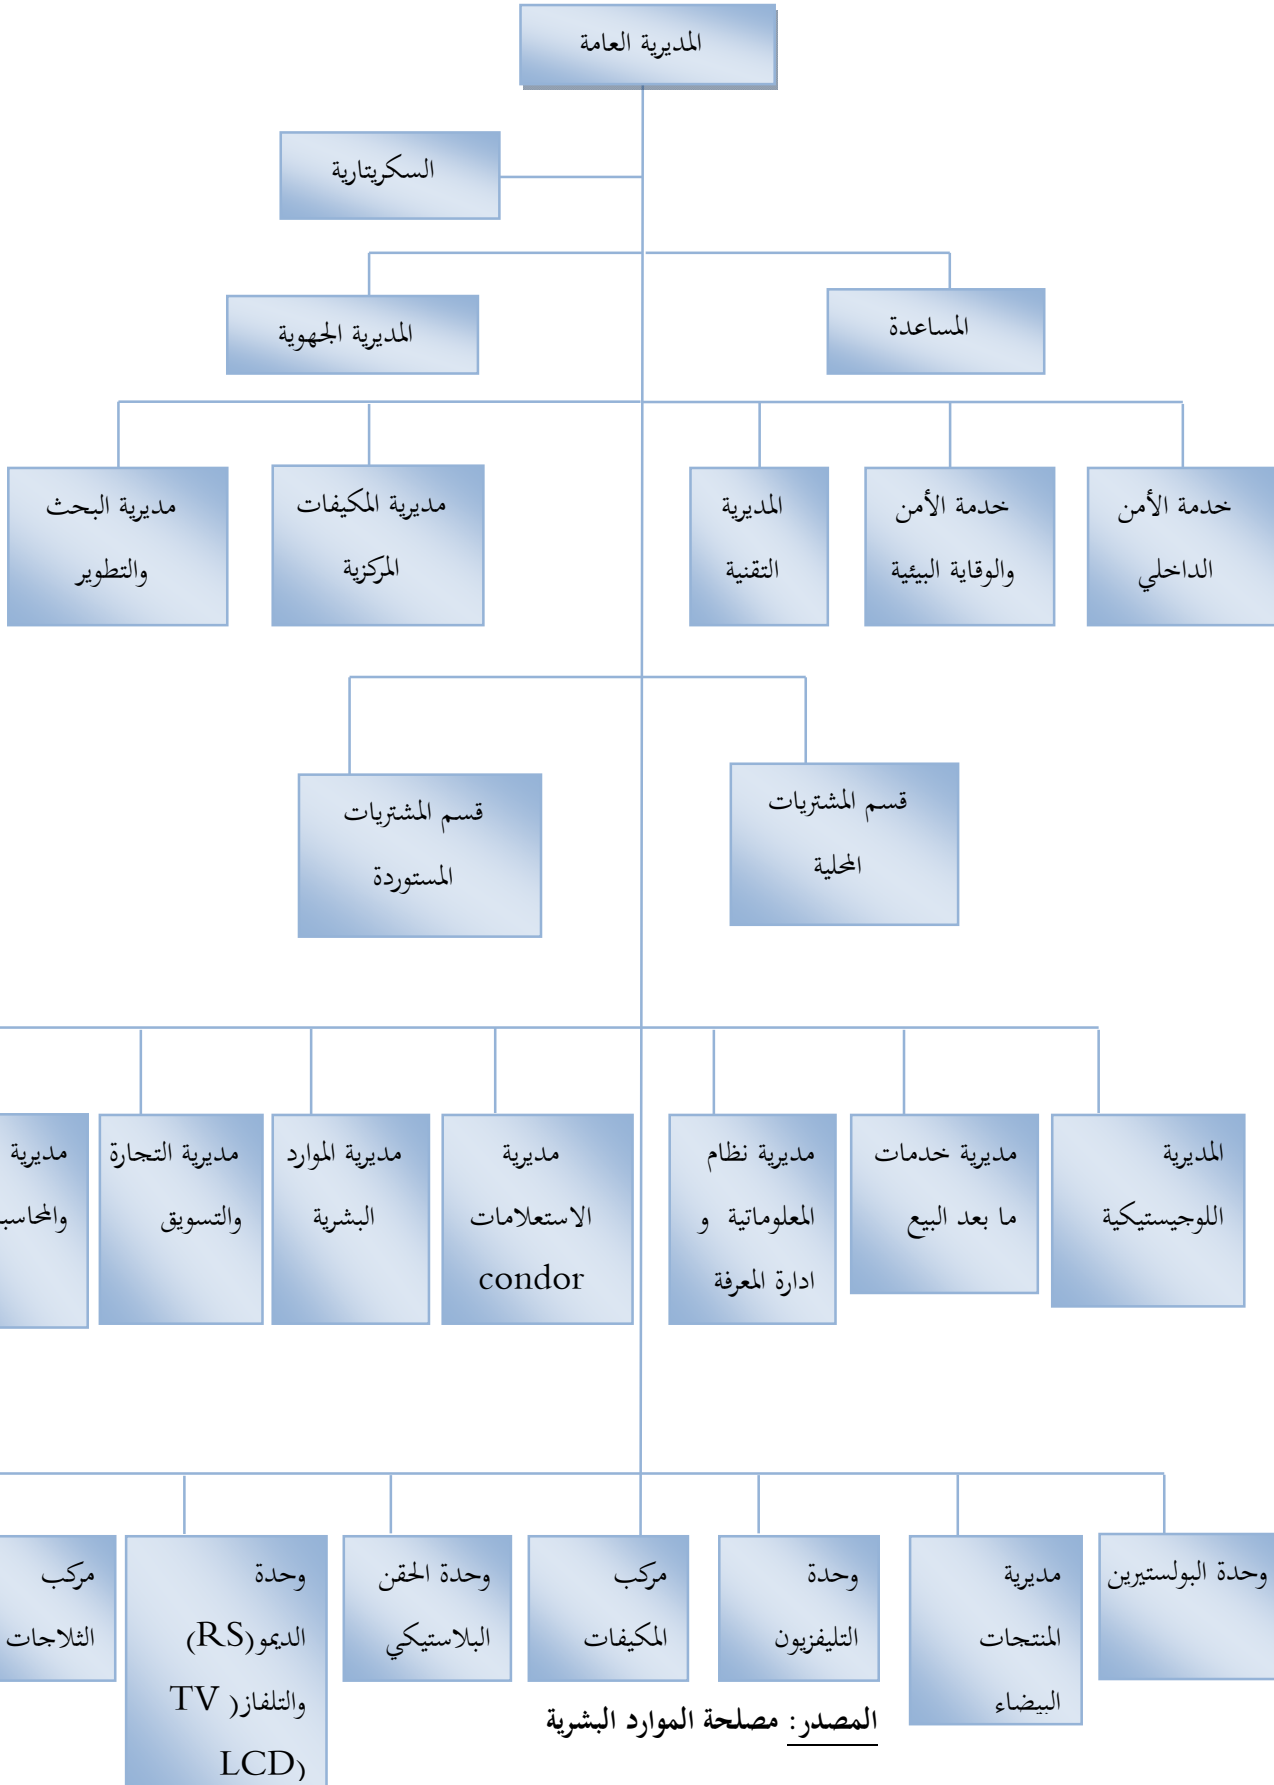 المديرية العامة
السكريتارية
المساعدة
المديرية الجهوية
خدمة الأمن
الداخلي
خدمة الأمن
والوقاية البيئية
المديرية
التقنية
مديرية المكيفات
المركزية
مديرية البحث
والتطوير
قسم المشتريات
المحلية
قسم المشتريات
المستوردة
المديرية
اللوجيستيكية
مديرية خدمات
ما بعد البيع
مديرية نظام
المعلوماتية و
ادارة المعرفة
مديرية
الاستعلامات
condor
مديرية الموارد
البشرية
مديرية التجارة
والتسويق
مديرية
وحدة البولستيرين
مديرية
المنتجات
البيضاء
وحدة
التليفزيون
مركب
المكيفات
وحدة الحقن
البلاستيكي
وحدة
الديمو(RS)
والتلفاز( TV
LCD)
مركب
الثلاجات
المصدر: مصلحة الموارد البشرية